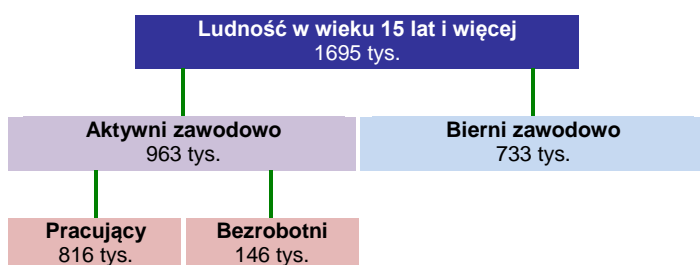 Ludność w wieku 15 lat i więcej
1695 tys.
Aktywni zawodowo
963 tys.
Bierni zawodowo
733 tys.
Pracujący
816 tys.
Bezrobotni
146 tys.